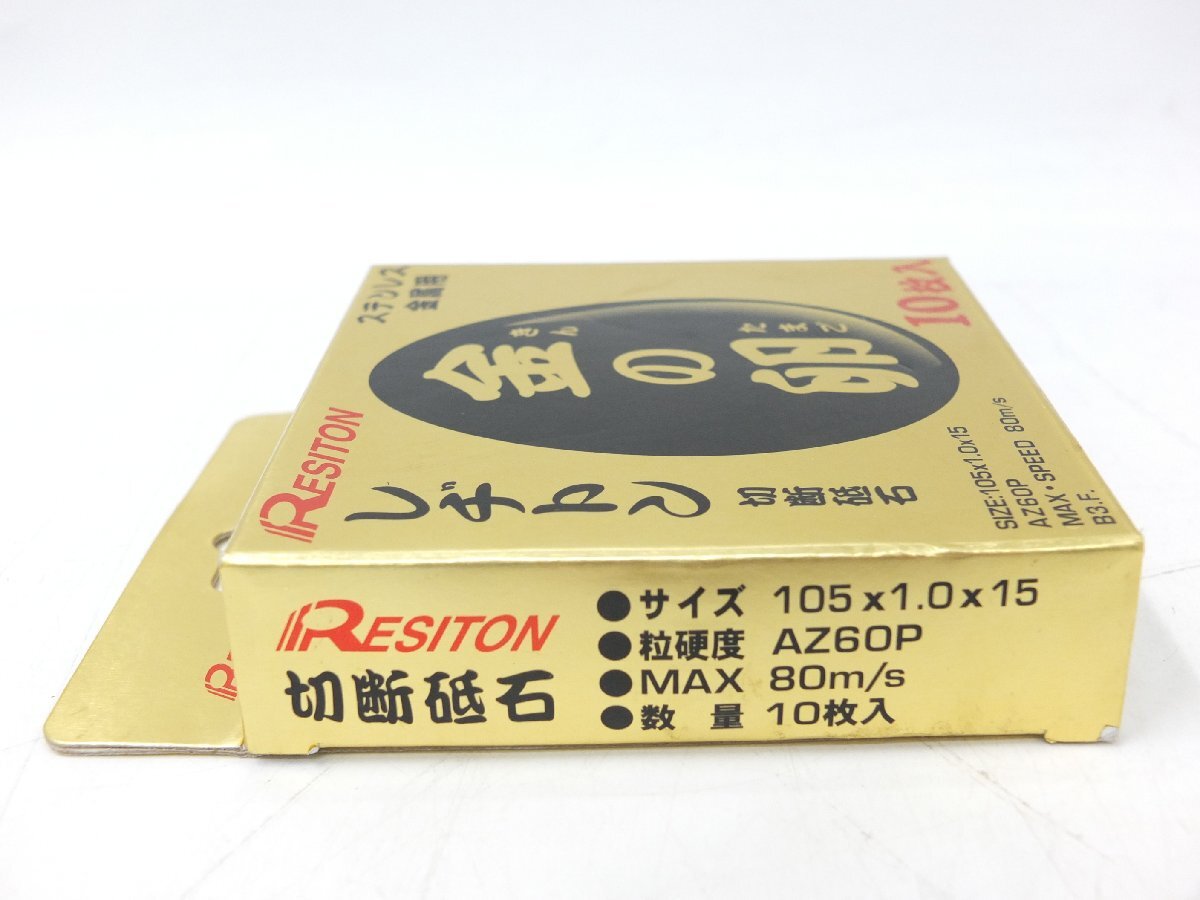 ステンレス
金属用
10枚入
きん たまご
金の卵
RESITON
レヂトン
切断砥石
SIZE:105x1.0x15
AZ60P
MAX・SPEED 80m/s
B3.F.
RESITON
切断砥石
●サイズ 105x1.0x15
●粒硬度 AZ60P
●MAX 80m/s
●数量 10枚入